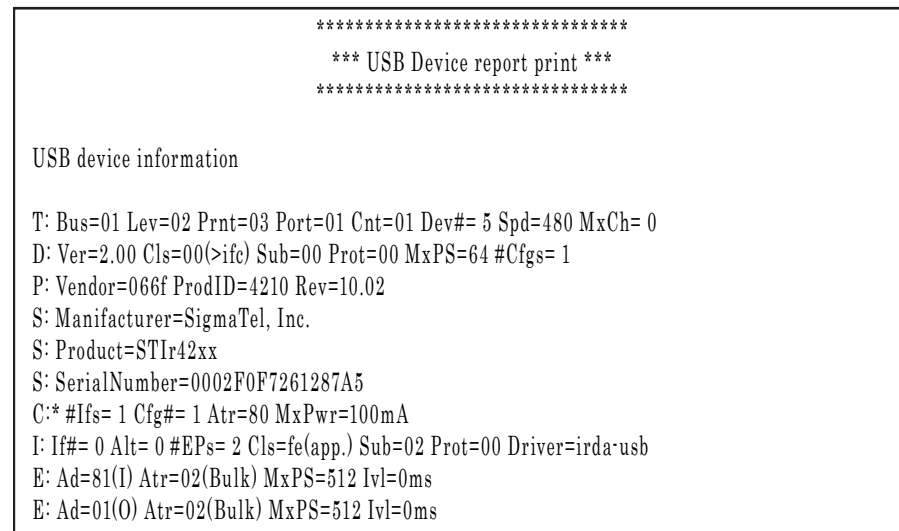 ********************************
*** USB Device report print ***
********************************
USB device information
T: Bus=01 Lev=02 Prnt=03 Port=01 Cnt=01 Dev#= 5 Spd=480 MxCh= 0
D: Ver=2.00 Cls=00(>ifc) Sub=00 Prot=00 MxPS=64 #Cfgs= 1
P: Vendor=066f ProdID=4210 Rev=10.02
S: Manifacturer=SigmaTel, Inc.
S: Product=STIr42xx
S: SerialNumber=0002F0F7261287A5
C:* #Ifs= 1 Cfg#= 1 Atr=80 MxPwr=100mA
I: If#= 0 Alt= 0 #EPs= 2 Cls=fe(app.) Sub=02 Prot=00 Driver=irda-usb
E: Ad=81(I) Atr=02(Bulk) MxPS=512 Ivl=0ms
E: Ad=01(O) Atr=02(Bulk) MxPS=512 Ivl=0ms